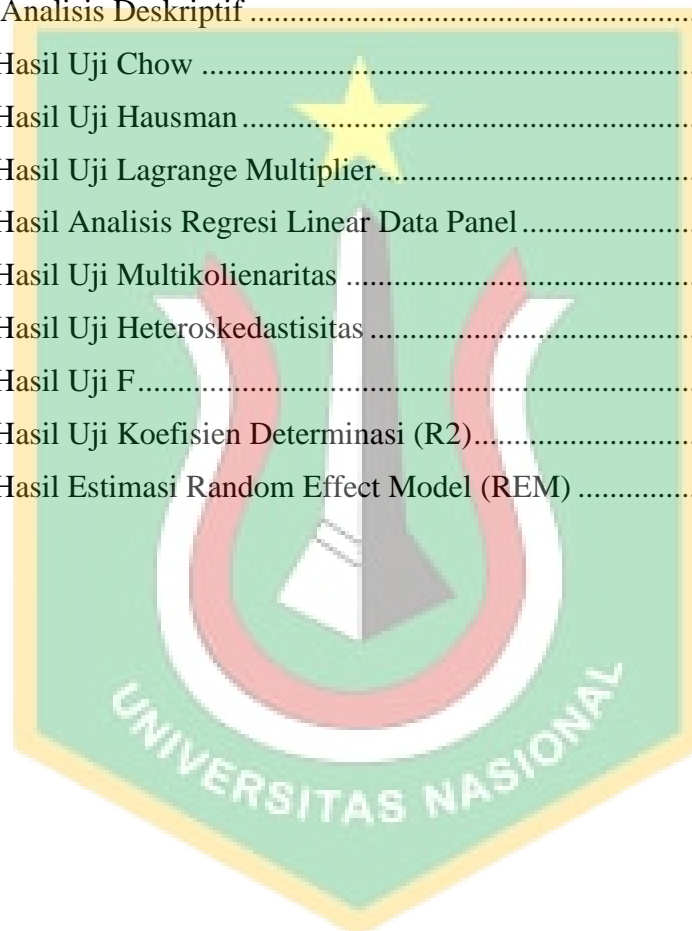 Analisis Deskriptif ..........................................................
Hasil Uji Chow ................................................................
Hasil Uji Hausman ............................................................
Hasil Uji Lagrange Multiplier..........................................
Hasil Analisis Regresi Linear Data Panel.......................
Hasil Uji Multikolienaritas ..............................................
Hasil Uji Heteroskedastisitas ...........................................
Hasil Uji F.........................................................................
Hasil Uji Koefisien Determinasi (R2).............................
Hasil Estimasi Random Effect Model (REM) ...............
UNIVERSITAS NASIONAL